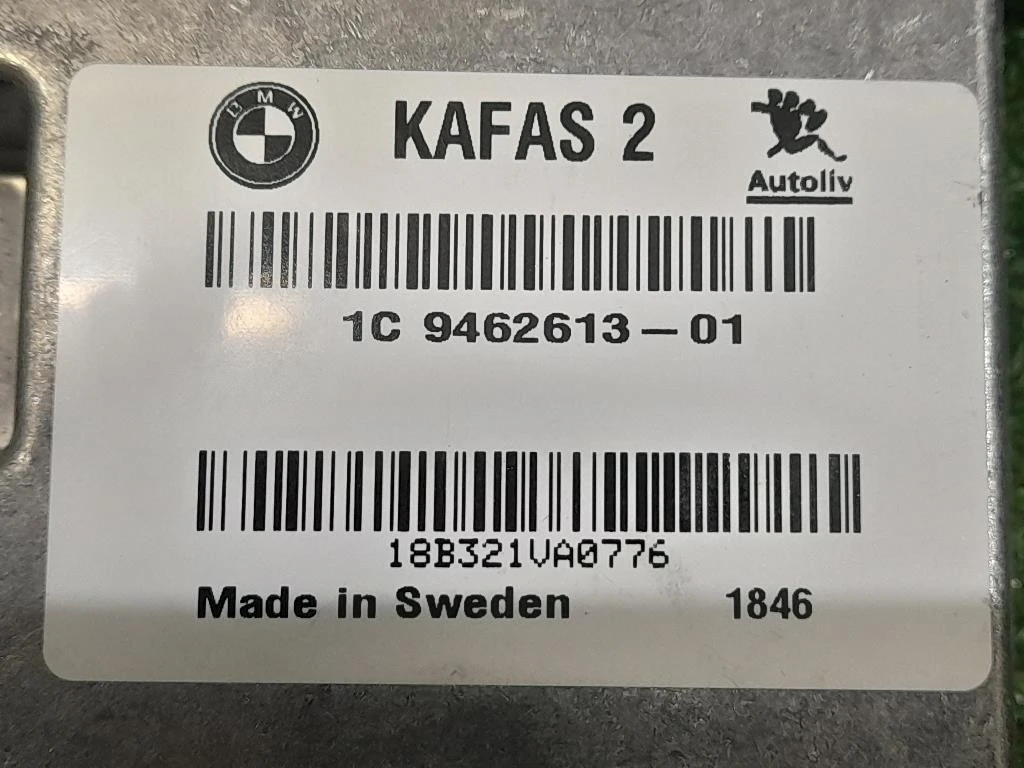 BMW KAFAS 2
Autoliv
1C 9462613-01
18B321VA0776
Made in Sweden 1846